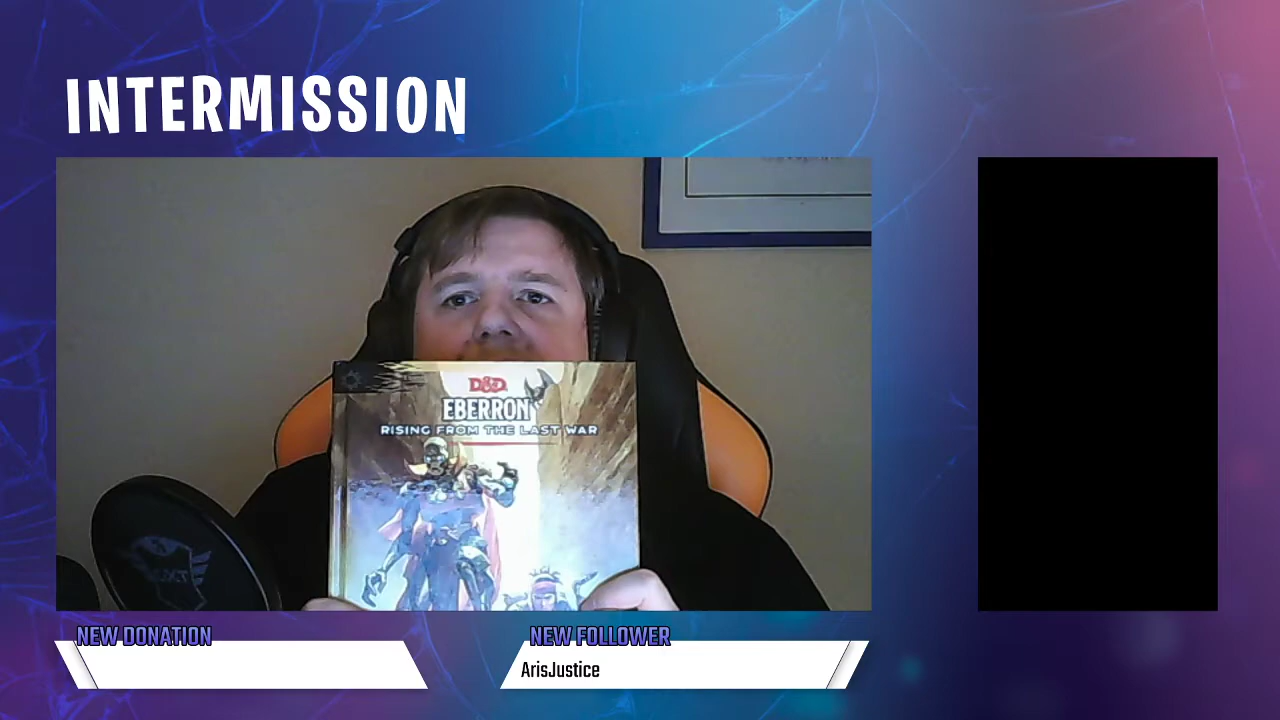 INTERMISSION
D&D
EBERRON
RISING FROM THE LAST WAR
NEW DONATION
NEW FOLLOWER
ArisJustice